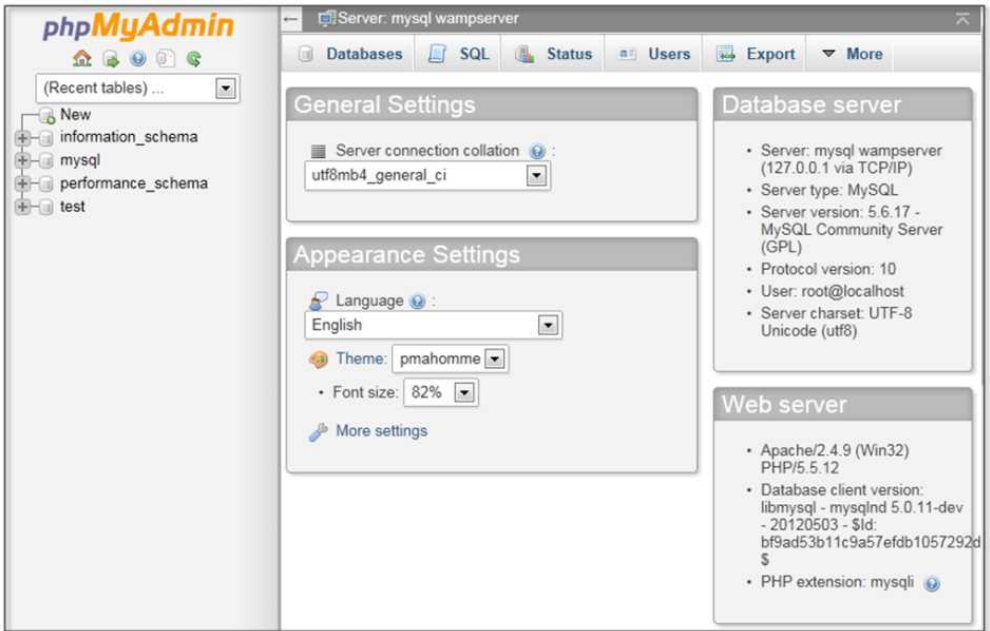 phpMyAdmin
(Recent tables) ...
New
information_schema
mysql
performance_schema
test
Server: mysql wampserver
Databases
SQL
Status
Users
Export
More
General Settings
Server connection collation :
utf8mb4_general_ci
Appearance Settings
Language :
English
Theme: pmahomme
• Font size: 82%
More settings
Database server
• Server: mysql wampserver
(127.0.0.1 via TCP/IP)
• Server type: MySQL
• Server version: 5.6.17 -
MySQL Community Server
(GPL)
• Protocol version: 10
• User: root@localhost
• Server charset: UTF-8
Unicode (utf8)
Web server
• Apache/2.4.9 (Win32)
PHP/5.5.12
• Database client version:
libmysql - mysqlnd 5.0.11-dev
- 20120503 - $Id:
bf9ad53b11c9a57efdb1057292d
$
• PHP extension: mysqli